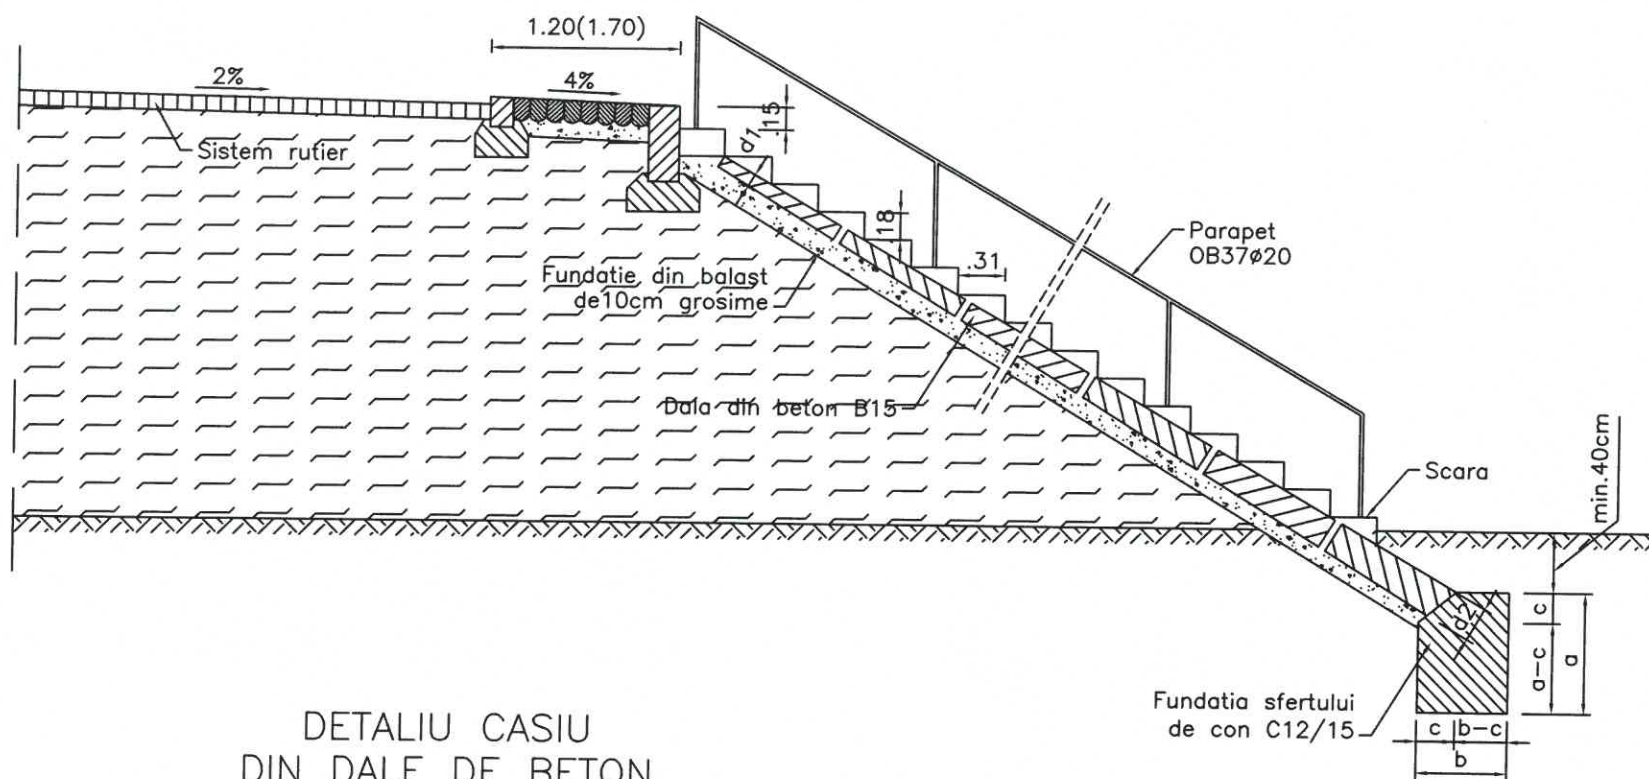 1.20(1.70)
2%
4%
.15
d1
Sistem rutier
.18
.31
Parapet
OB37ø20
Fundatie din balast
de10cm grosime
Dala din beton B15
Scara
min.40cm
c
d2
a-c
a
Fundatia sfertului
de con C12/15
c
b-c
b
DETALIU CASIU
DIN DALE DE BETON